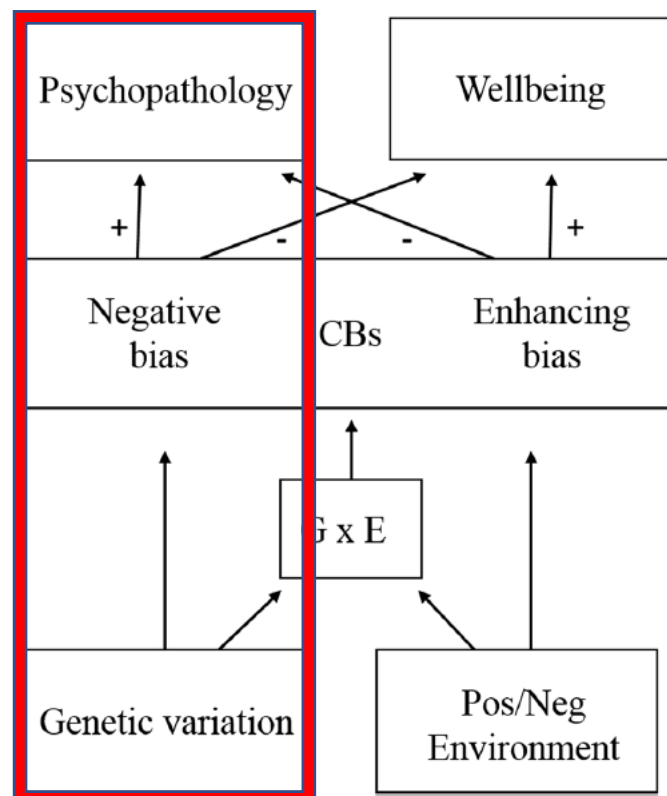 Psychopathology
Wellbeing
+
-
-
+
Negative
bias
CBs
Enhancing
bias
G x E
Genetic variation
Pos/Neg
Environment